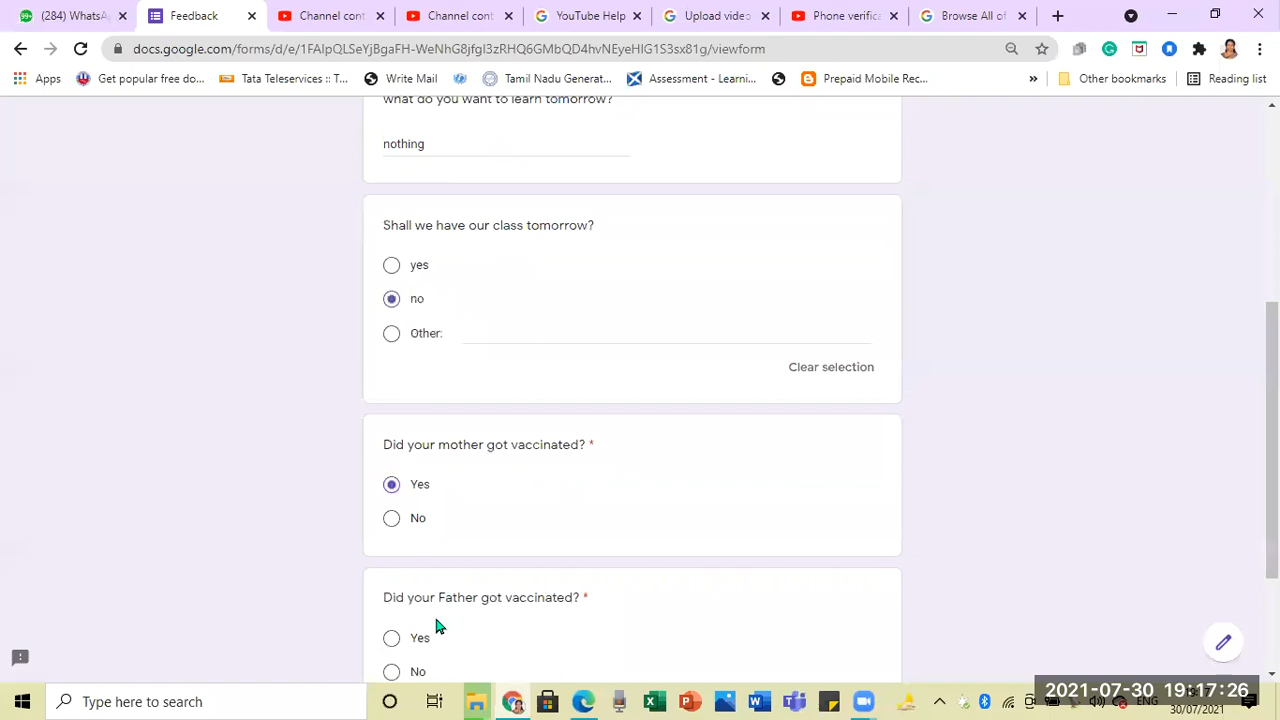 (284) WhatsA
Feedback
Channel cont
Channel cont
YouTube Help
Upload video
Phone verifica
Browse All of
docs.google.com/forms/d/e/1FAIpQLSeYjBgaFH-WeNhG8jfgI3zRHQ6GMbQD4hvNEyeHIG1S3sx81g/viewform
Apps
Get popular free do...
Tata Teleservices :: T...
Write Mail
Tamil Nadu Generat...
Assessment - Learni...
Prepaid Mobile Rec...
»
Other bookmarks
Reading list
what do you want to learn tomorrow?
nothing
Shall we have our class tomorrow?
yes
no
Other:
Clear selection
Did your mother got vaccinated? *
Yes
No
Did your Father got vaccinated? *
Yes
No
Type here to search
ENG
2021-07-30 19:17:26
30/07/2021